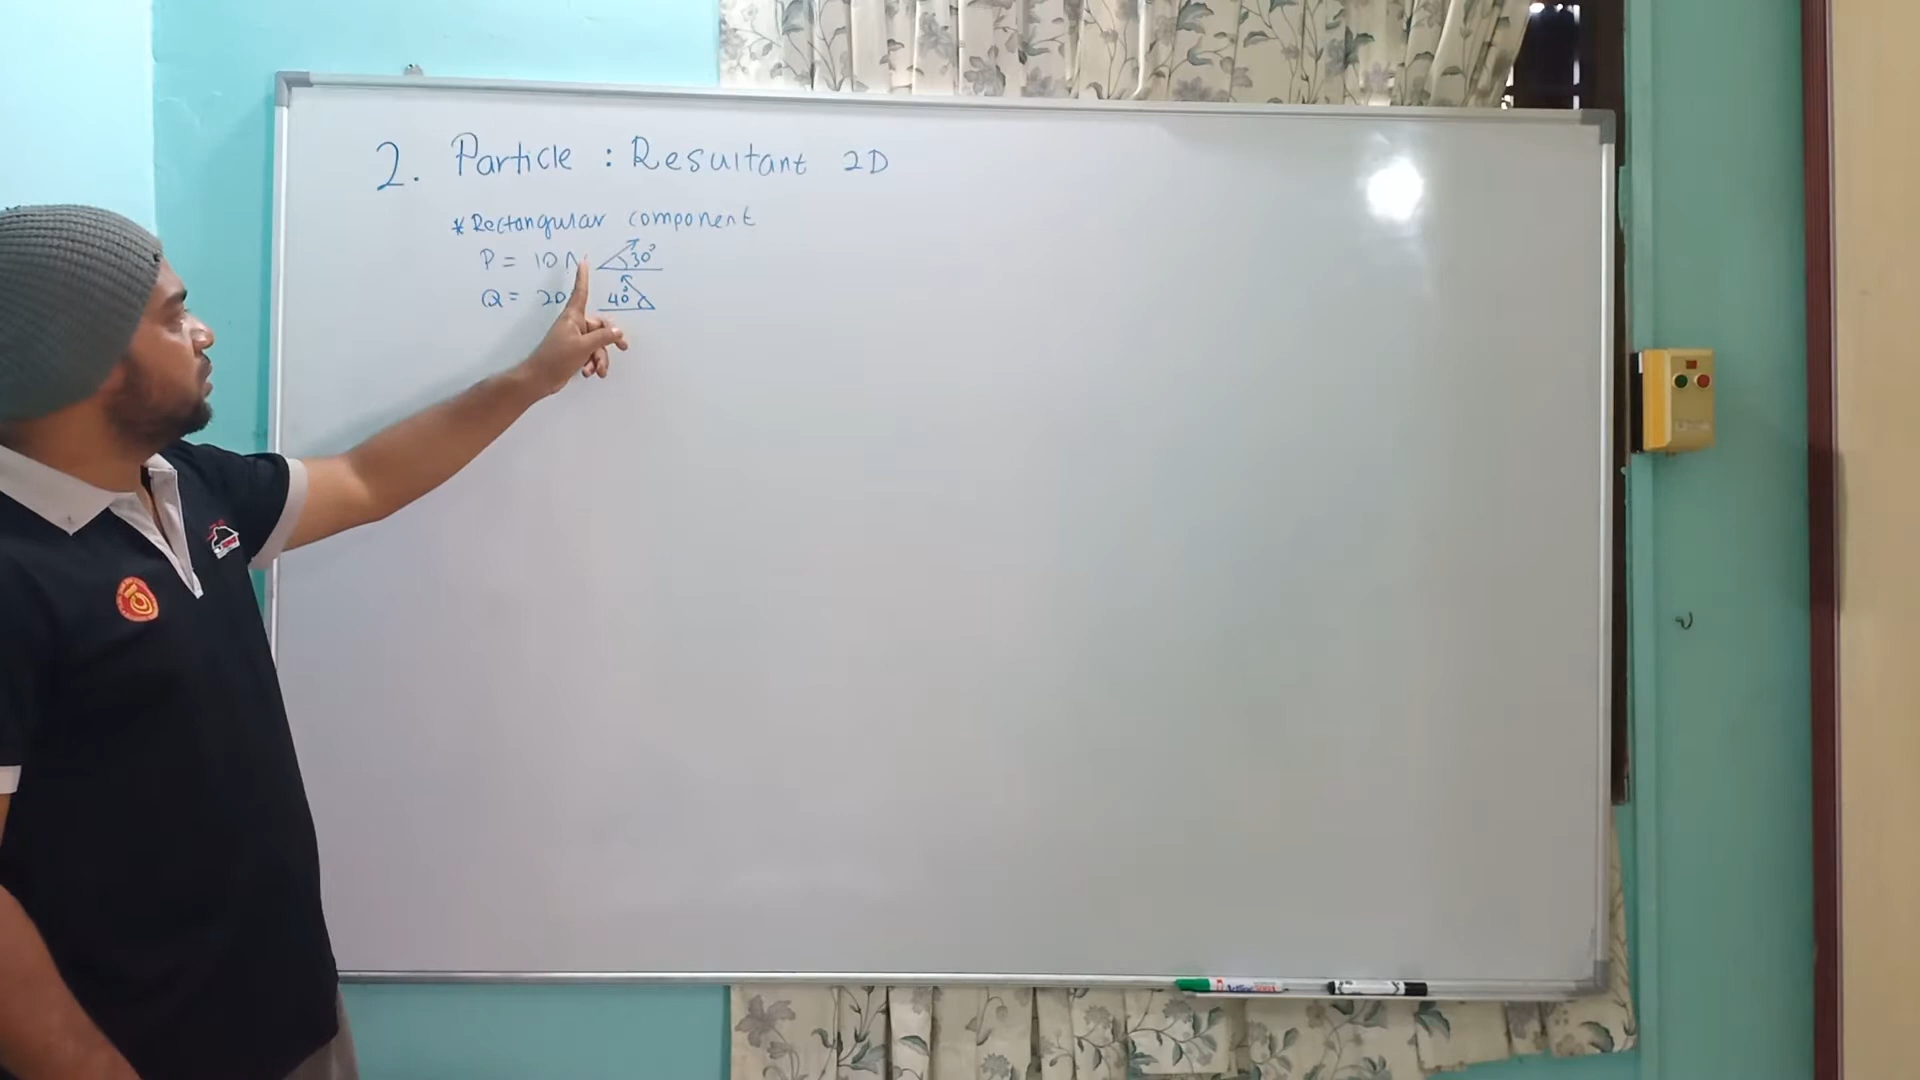 2. Particle : Resultant 2D
* Rectangular component
P = 10 N 30°
Q = 20 40°